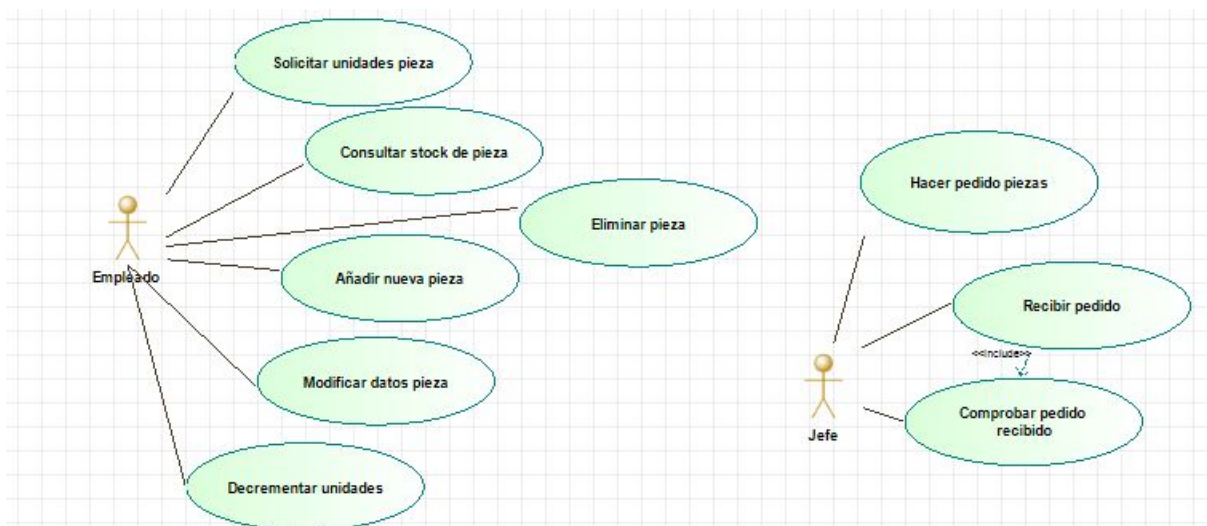 Solicitar unidades pieza
Consultar stock de pieza
Eliminar pieza
Empleado
Añadir nueva pieza
Modificar datos pieza
Decrementar unidades
Hacer pedido piezas
Recibir pedido
<<include>>
Jefe
Comprobar pedido
recibido